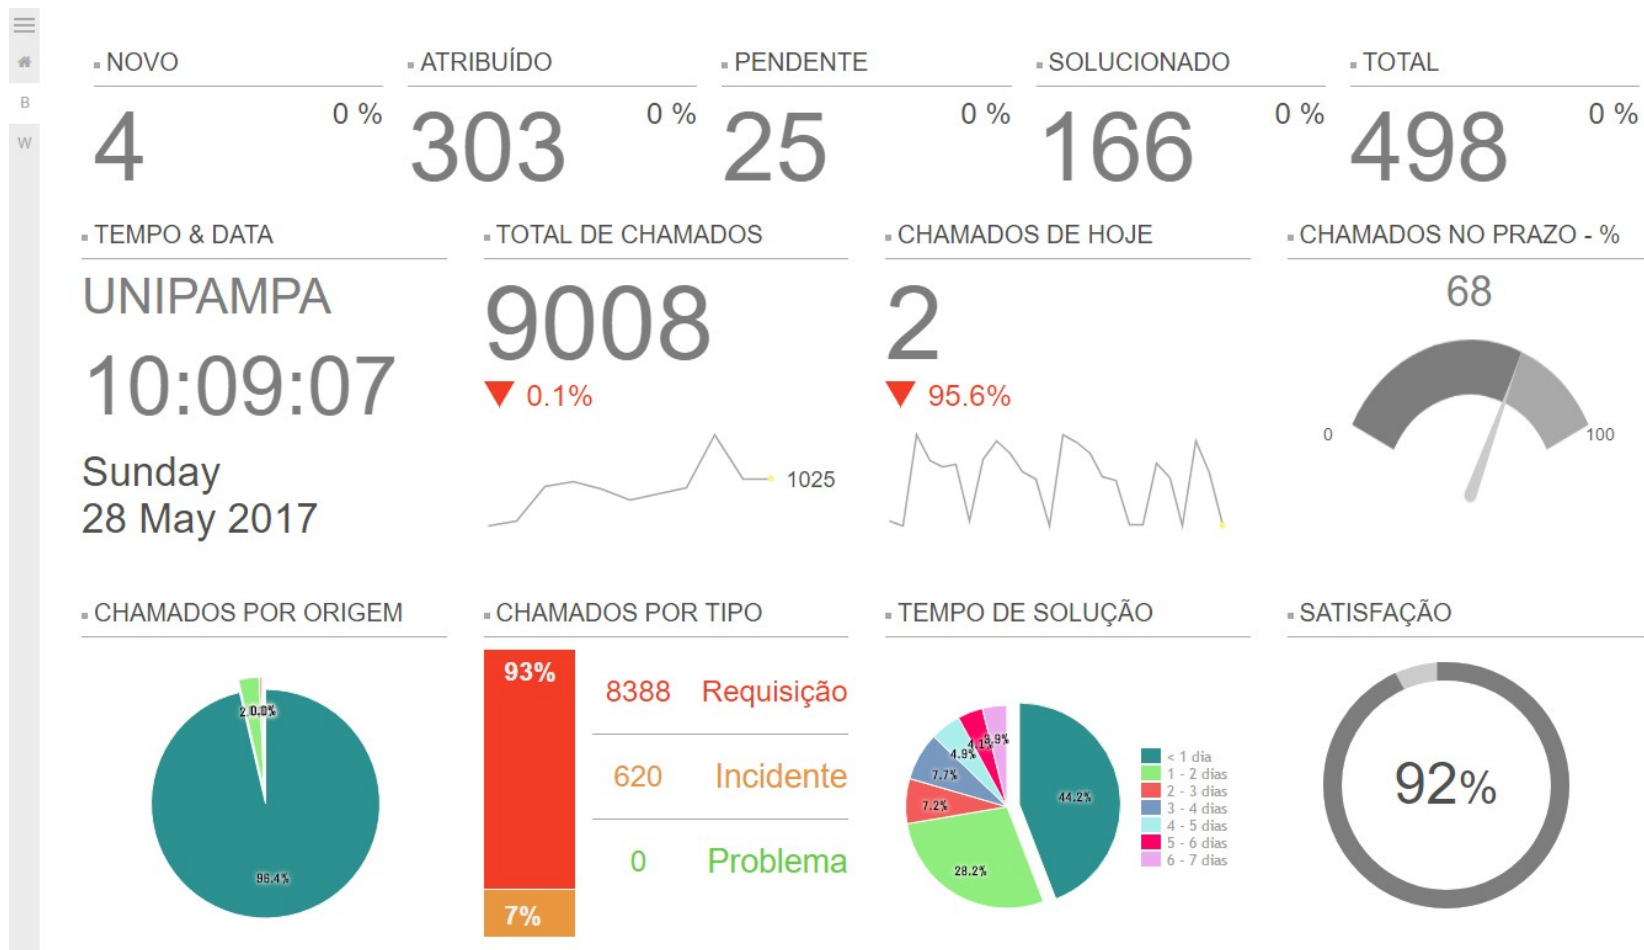 NOVO
ATRIBUÍDO
PENDENTE
SOLUCIONADO
TOTAL
4
0 %
303
0 %
25
0 %
166
0 %
498
0 %
B
W
TEMPO & DATA
UNIPAMPA
10:09:07
Sunday
28 May 2017
TOTAL DE CHAMADOS
9008
0.1%
1025
CHAMADOS DE HOJE
2
95.6%
CHAMADOS NO PRAZO - %
68
0
100
CHAMADOS POR ORIGEM
96.4%
CHAMADOS POR TIPO
93%
7%
8388 Requisição
620 Incidente
0 Problema
TEMPO DE SOLUÇÃO
44.2%
28.2%
7.2%
7.7%
4.9%
4.1%
3.9%
< 1 dia
1 - 2 dias
2 - 3 dias
3 - 4 dias
4 - 5 dias
5 - 6 dias
6 - 7 dias
SATISFAÇÃO
92%